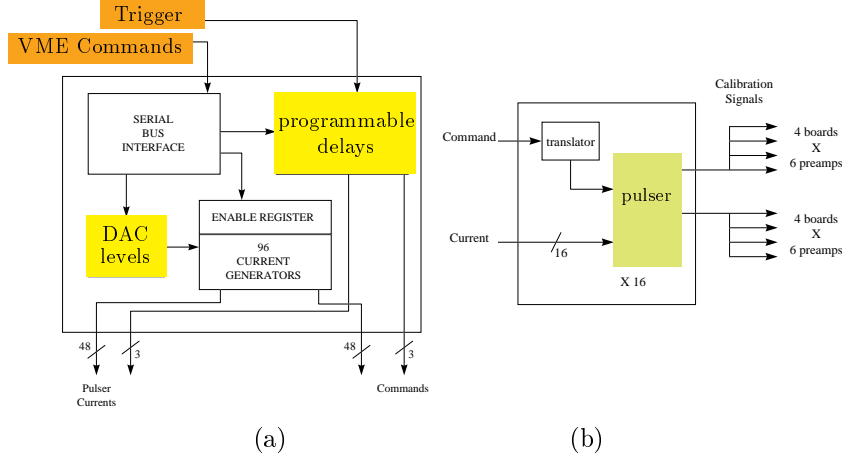 Trigger
VME Commands
SERIAL
BUS
INTERFACE
programmable
delays
ENABLE REGISTER
DAC
levels
96
CURRENT
GENERATORS
48
3
48
3
Pulser
Currents
Commands
(a)
Calibration
Signals
Command
translator
4 boards
X
6 preamps
pulser
Current
16
4 boards
X
6 preamps
X 16
(b)